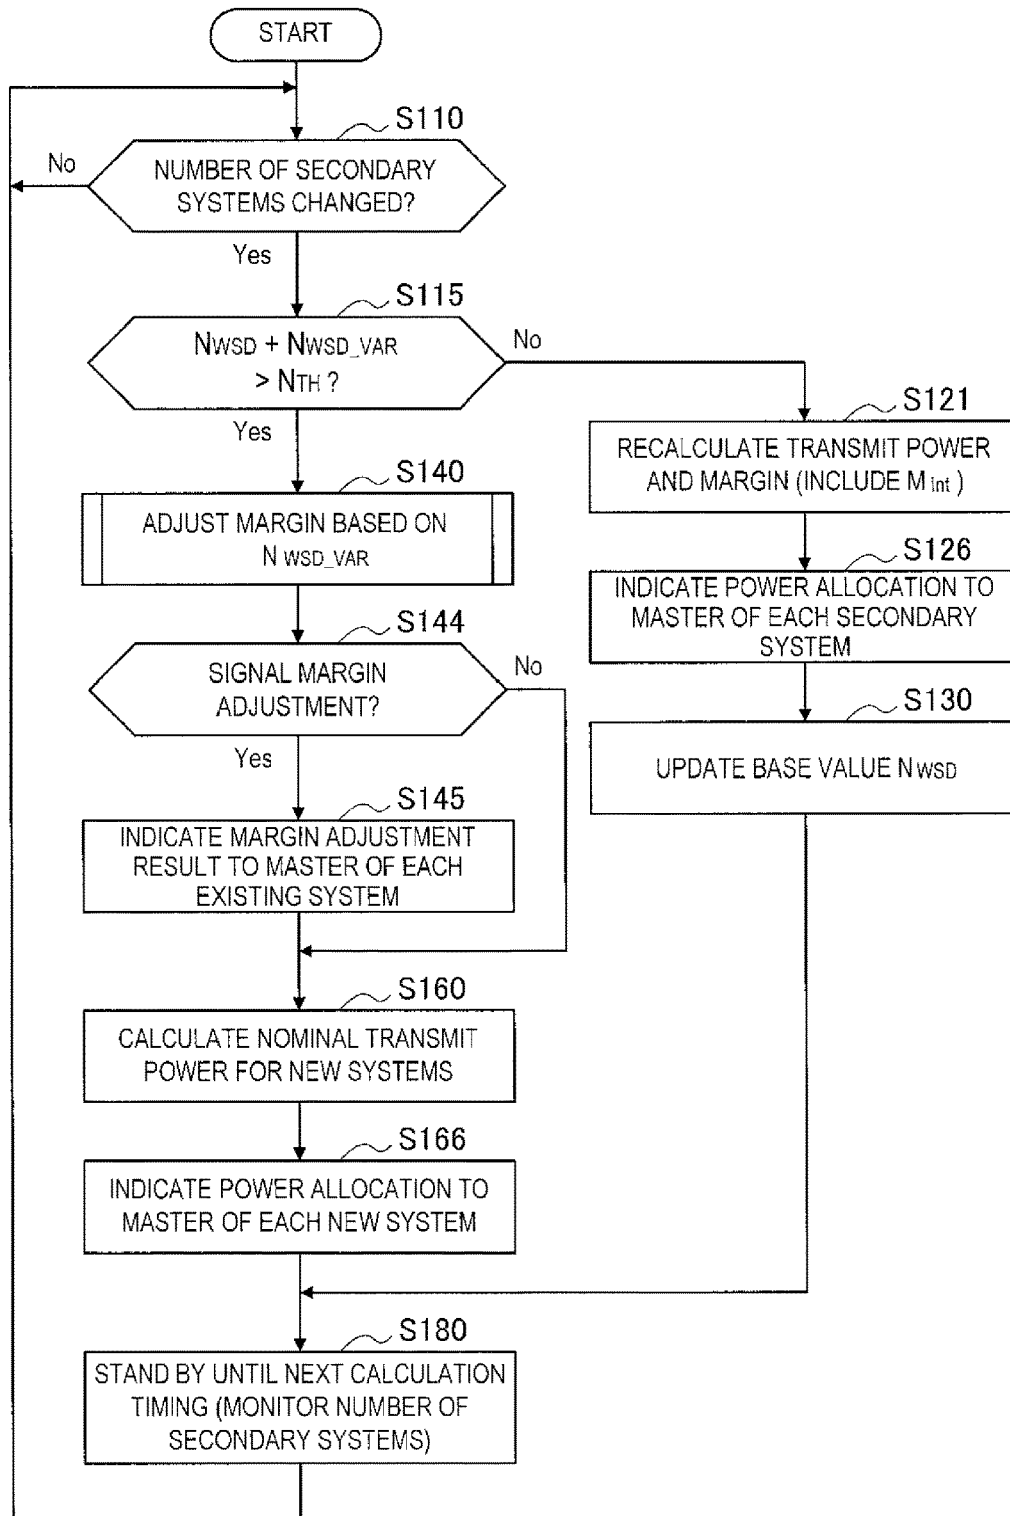 START
S110
No
NUMBER OF SECONDARY
SYSTEMS CHANGED?
Yes
S115
NWSD + NWSD_VAR
> NTH ?
No
Yes
S121
RECALCULATE TRANSMIT POWER
AND MARGIN (INCLUDE Mint )
S140
ADJUST MARGIN BASED ON
N WSD_VAR
S126
INDICATE POWER ALLOCATION TO
MASTER OF EACH SECONDARY
SYSTEM
S144
SIGNAL MARGIN
ADJUSTMENT?
No
Yes
S130
UPDATE BASE VALUE NWSD
S145
INDICATE MARGIN ADJUSTMENT
RESULT TO MASTER OF EACH
EXISTING SYSTEM
S160
CALCULATE NOMINAL TRANSMIT
POWER FOR NEW SYSTEMS
S166
INDICATE POWER ALLOCATION TO
MASTER OF EACH NEW SYSTEM
S180
STAND BY UNTIL NEXT CALCULATION
TIMING (MONITOR NUMBER OF
SECONDARY SYSTEMS)